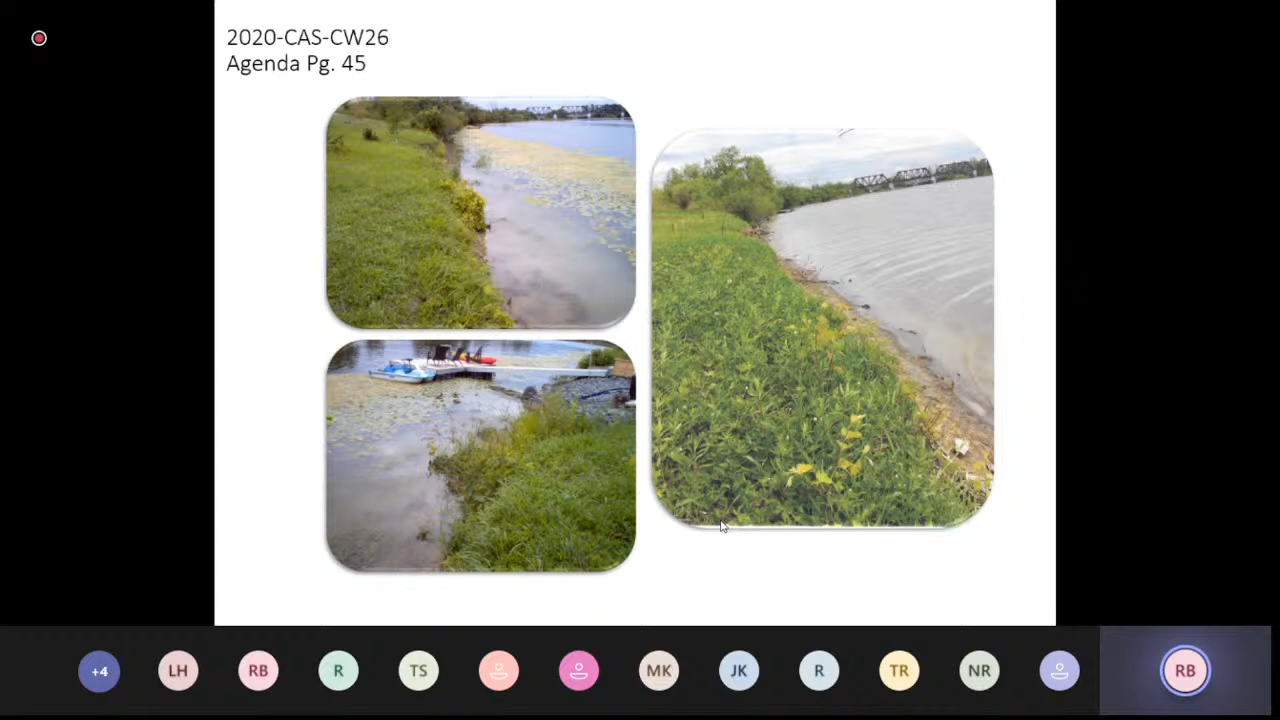 2020-CAS-CW26
Agenda Pg. 45
+4
LH
RB
R
TS
MK
JK
R
TR
NR
RB